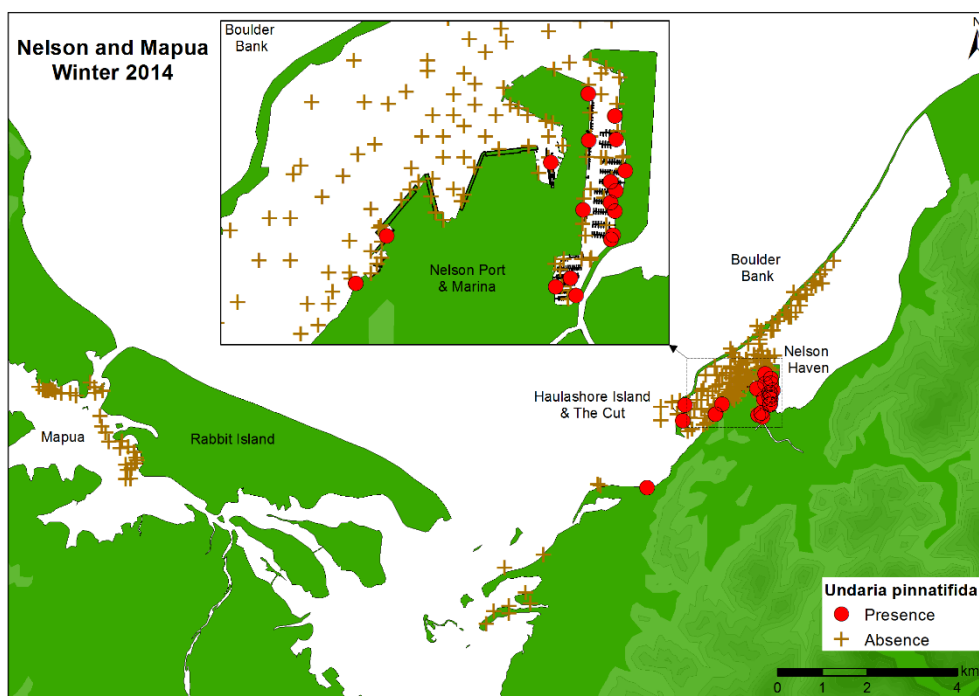 Nelson and Mapua
Winter 2014
Boulder
Bank
N
Nelson Port
& Marina
Boulder
Bank
Nelson
Haven
Haulashore Island
& The Cut
Mapua
Rabbit Island
Undaria pinnatifida
Presence
Absence
km
0 1 2 4